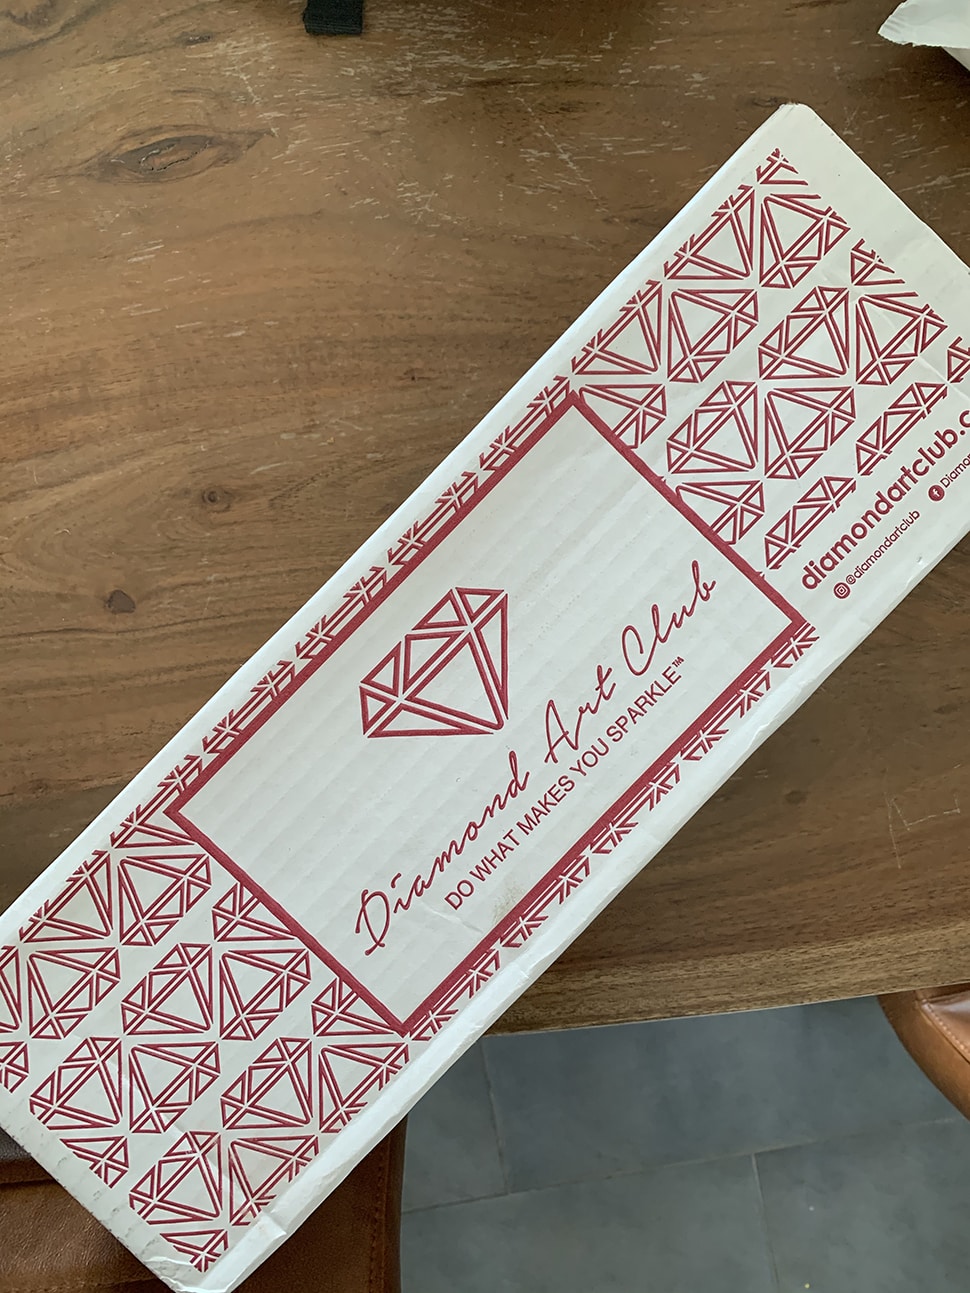 Diamond Art Club
DO WHAT MAKES YOU SPARKLE™
diamondartclub.c
@diamondartclub